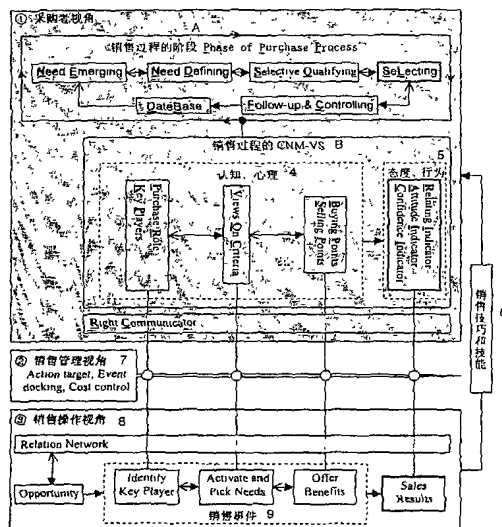 ① 采购者视角
A
销售过程的阶段 Phase of Purchase Process
Need Emerging
Need Defining
Selective Qualifying
SeLecting
DateBase
Follow-up & Controlling
销售过程的 CNM-VS B
认知、心理 4
态度、行为
5
Purchase Role
Key Players
Views On Criteria
Buying Points
Selling Points
Relating Indicator
Attitude Indicator
Confidence Indicator
Right Communicator
销售技巧和技能
② 销售管理视角 7
Action target, Event
docking, Cost control
③ 销售操作视角 8
Relation Network
Opportunity
Identify
Key Player
Activate and
Pick Needs
Offer
Benefits
Sales
Results
销售部件 9